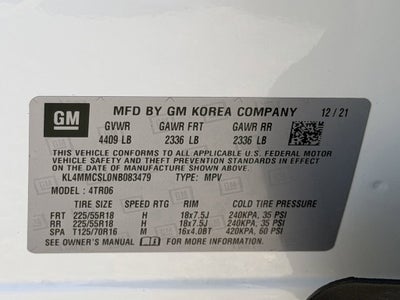 GM
MFD BY GM KOREA COMPANY 12/21
GVWR GAWR FRT GAWR RR
4409 LB 2336 LB 2336 LB
THIS VEHICLE CONFORMS TO ALL APPLICABLE U.S. FEDERAL MOTOR
VEHICLE SAFETY AND THEFT PREVENTION STANDARDS IN EFFECT
ON THE DATE OF MANUFACTURE SHOWN ABOVE.
KL4MMCSL0NB083479 TYPE: MPV
MODEL: 4TR06
TIRE SIZE SPEED RTG RIM COLD TIRE PRESSURE
FRT 225/55R18 H 18x7.5J 240KPA, 35 PSI
RR 225/55R18 H 18x7.5J 240KPA, 35 PSI
SPA T125/70R16 M 16x4.0BT 420KPA, 60 PSI
SEE OWNER'S MANUAL FOR ADDITIONAL INFORMATION